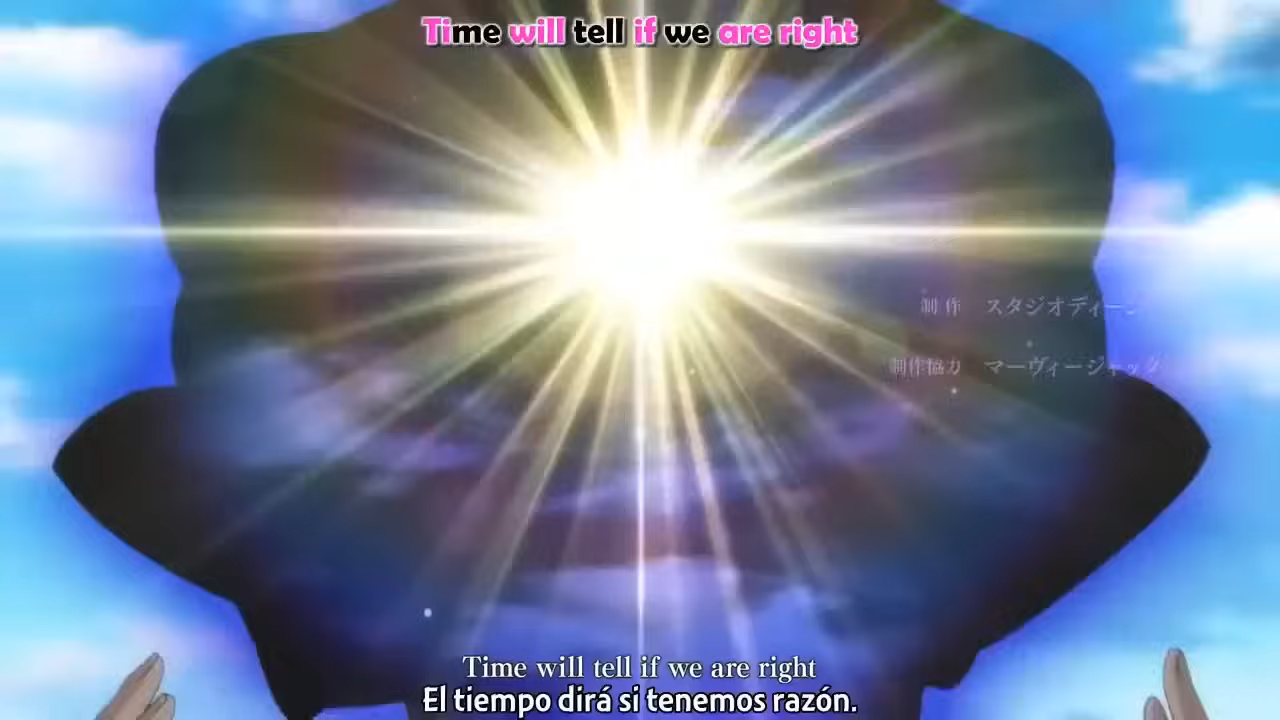 Time will tell if we are right
制作 スタジオディーン
制作協力 マーヴィージャック
Time will tell if we are right
El tiempo dirá si tenemos razón.